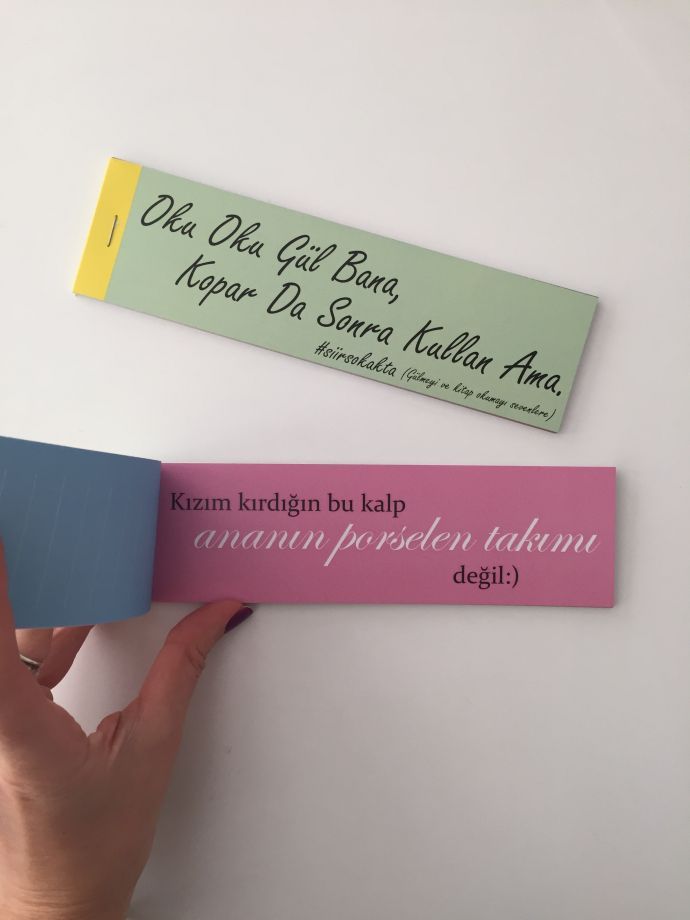 Oku Oku Gül Bana,
Kopar Da Sonra Kullan Ama.
#siirsokakta (Gülmeyi ve kitap okumayı sevenlere)
Kızım kırdığın bu kalp
ananın porselen takımı
değil:)